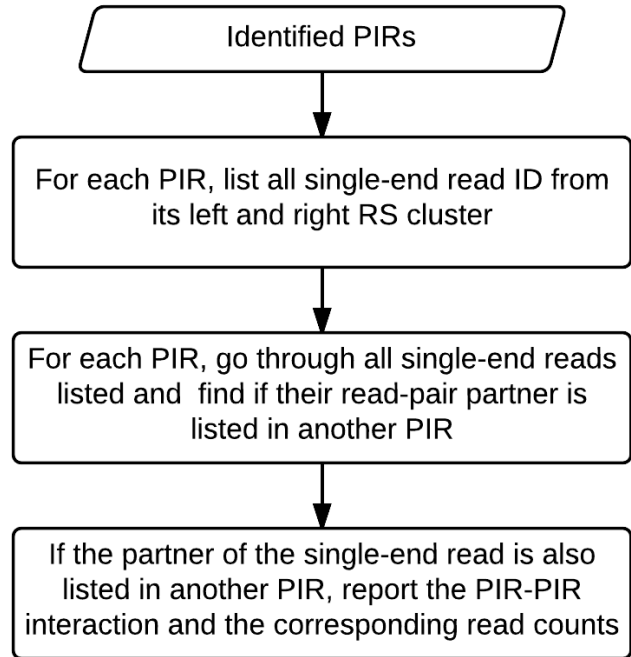 Identified PIRs
For each PIR, list all single-end read ID from
its left and right RS cluster
For each PIR, go through all single-end reads
listed and  find if their read-pair partner is
listed in another PIR
If the partner of the single-end read is also
listed in another PIR, report the PIR-PIR
interaction and the corresponding read counts